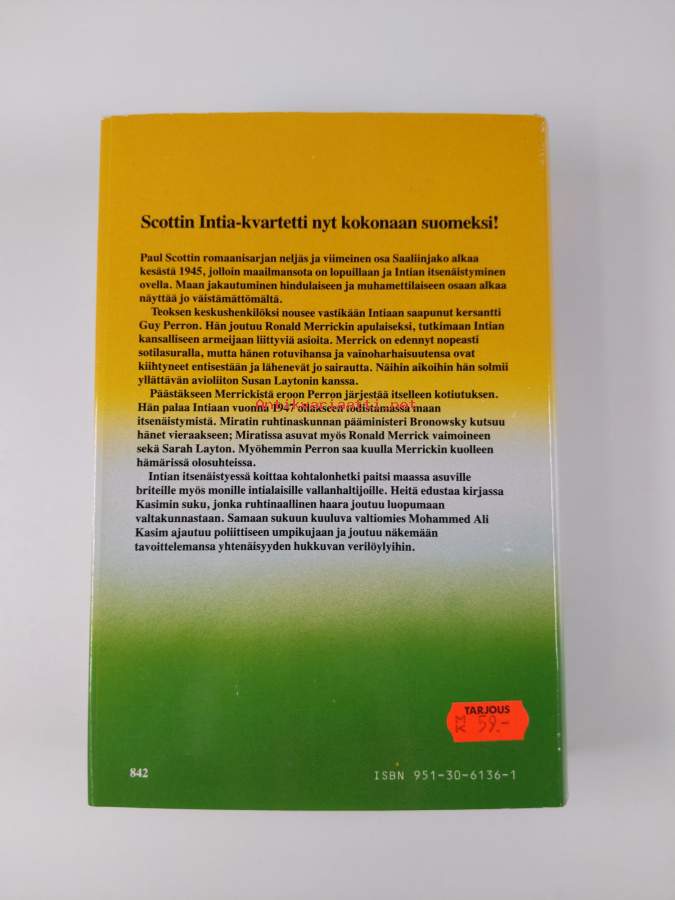 Scottin Intia-kvartetti nyt kokonaan suomeksi!
Paul Scottin romaanisarjan neljäs ja viimeinen osa Saaliinjako alkaa
kesästä 1945, jolloin maailmansota on lopuillaan ja Intian itsenäistyminen
ovella. Maan jakautuminen hindulaiseen ja muhamettilaiseen osaan alkaa
näyttää jo väistämättömältä.
Teoksen keskushenkilöksi nousee vastikään Intiaan saapunut kersantti
Guy Perron. Hän joutuu Ronald Merrickin apulaiseksi, tutkimaan Intian
kansalliseen armeijaan liittyviä asioita. Merrick on edennyt nopeasti
sotilasuralla, mutta hänen rotuvihansa ja vainoharhaisuutensa ovat
kiihtyneet entisestään ja lähenevät jo sairautta. Näihin aikoihin hän solmii
yllättävän avioliiton Susan Laytonin kanssa.
Päästäkseen Merrickistä eroon Perron järjestää itselleen kotiutuksen.
Hän palaa Intiaan vuonna 1947 ollakseen todistamassa maan
Antikvariaatti.net
itsenäistymistä. Miratin ruhtinaskunnan pääministeri Bronowsky kutsuu
hänet vieraakseen; Miratissa asuvat myös Ronald Merrick vaimoineen
sekä Sarah Layton. Myöhemmin Perron saa kuulla Merrickin kuolleen
hämärissä olosuhteissa.
Intian itsenäistyessä koittaa kohtalonhetki paitsi maassa asuville
briteille myös monille intialaisille vallanhaltijoille. Heitä edustaa kirjassa
Kasimin suku, jonka ruhtinaallinen haara joutuu luopumaan
valtakunnastaan. Samaan sukuun kuuluva valtiomies Mohammed Ali
Kasim ajautuu poliittiseen umpikujaan ja joutuu näkemään
tavoittelemansa yhtenäisyyden hukkuvan verilöylyihin.
TARJOUS
MK 59.-
842
ISBN 951-30-6136-1